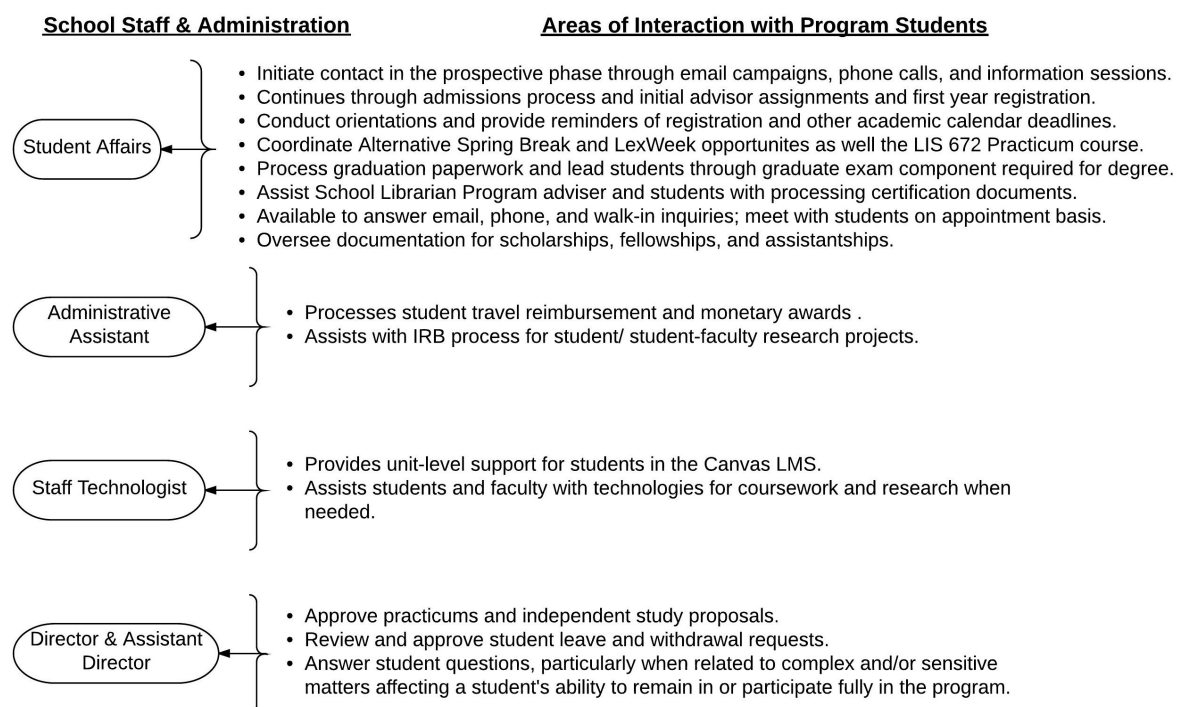 School Staff & Administration
Areas of Interaction with Program Students
Student Affairs
• Initiate contact in the prospective phase through email campaigns, phone calls, and information sessions.
• Continues through admissions process and initial advisor assignments and first year registration.
• Conduct orientations and provide reminders of registration and other academic calendar deadlines.
• Coordinate Alternative Spring Break and LexWeek opportunites as well the LIS 672 Practicum course.
• Process graduation paperwork and lead students through graduate exam component required for degree.
• Assist School Librarian Program adviser and students with processing certification documents.
• Available to answer email, phone, and walk-in inquiries; meet with students on appointment basis.
• Oversee documentation for scholarships, fellowships, and assistantships.
Administrative
Assistant
• Processes student travel reimbursement and monetary awards .
• Assists with IRB process for student/ student-faculty research projects.
Staff Technologist
• Provides unit-level support for students in the Canvas LMS.
• Assists students and faculty with technologies for coursework and research when
needed.
Director & Assistant
Director
• Approve practicums and independent study proposals.
• Review and approve student leave and withdrawal requests.
• Answer student questions, particularly when related to complex and/or sensitive
matters affecting a student's ability to remain in or participate fully in the program.